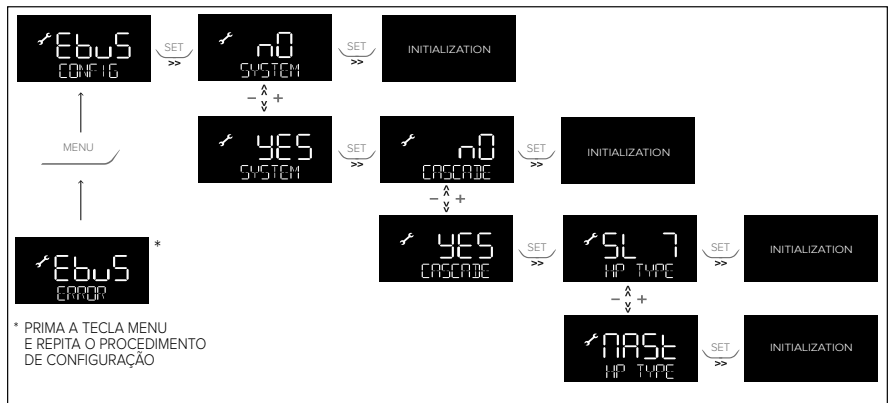 EbuS SET >> nO SET >> INITIALIZATION
CONFIG SYSTEM
- +
MENU YES SET >> nO SET >> INITIALIZATION
SYSTEM CASCADE
- +
EbuS * YES SET >> SL 7 SET >> INITIALIZATION
ERROR CASCADE HP TYPE
- +
* PRIMA A TECLA MENU
E REPITA O PROCEDIMENTO
DE CONFIGURAÇÃO
MASt SET >> INITIALIZATION
HP TYPE